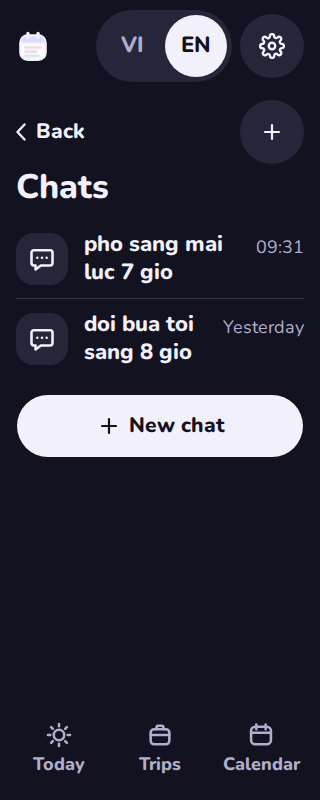 VI EN
Back
Chats
pho sang mai
luc 7 gio
09:31
doi bua toi
sang 8 gio
Yesterday
New chat
Today Trips Calendar